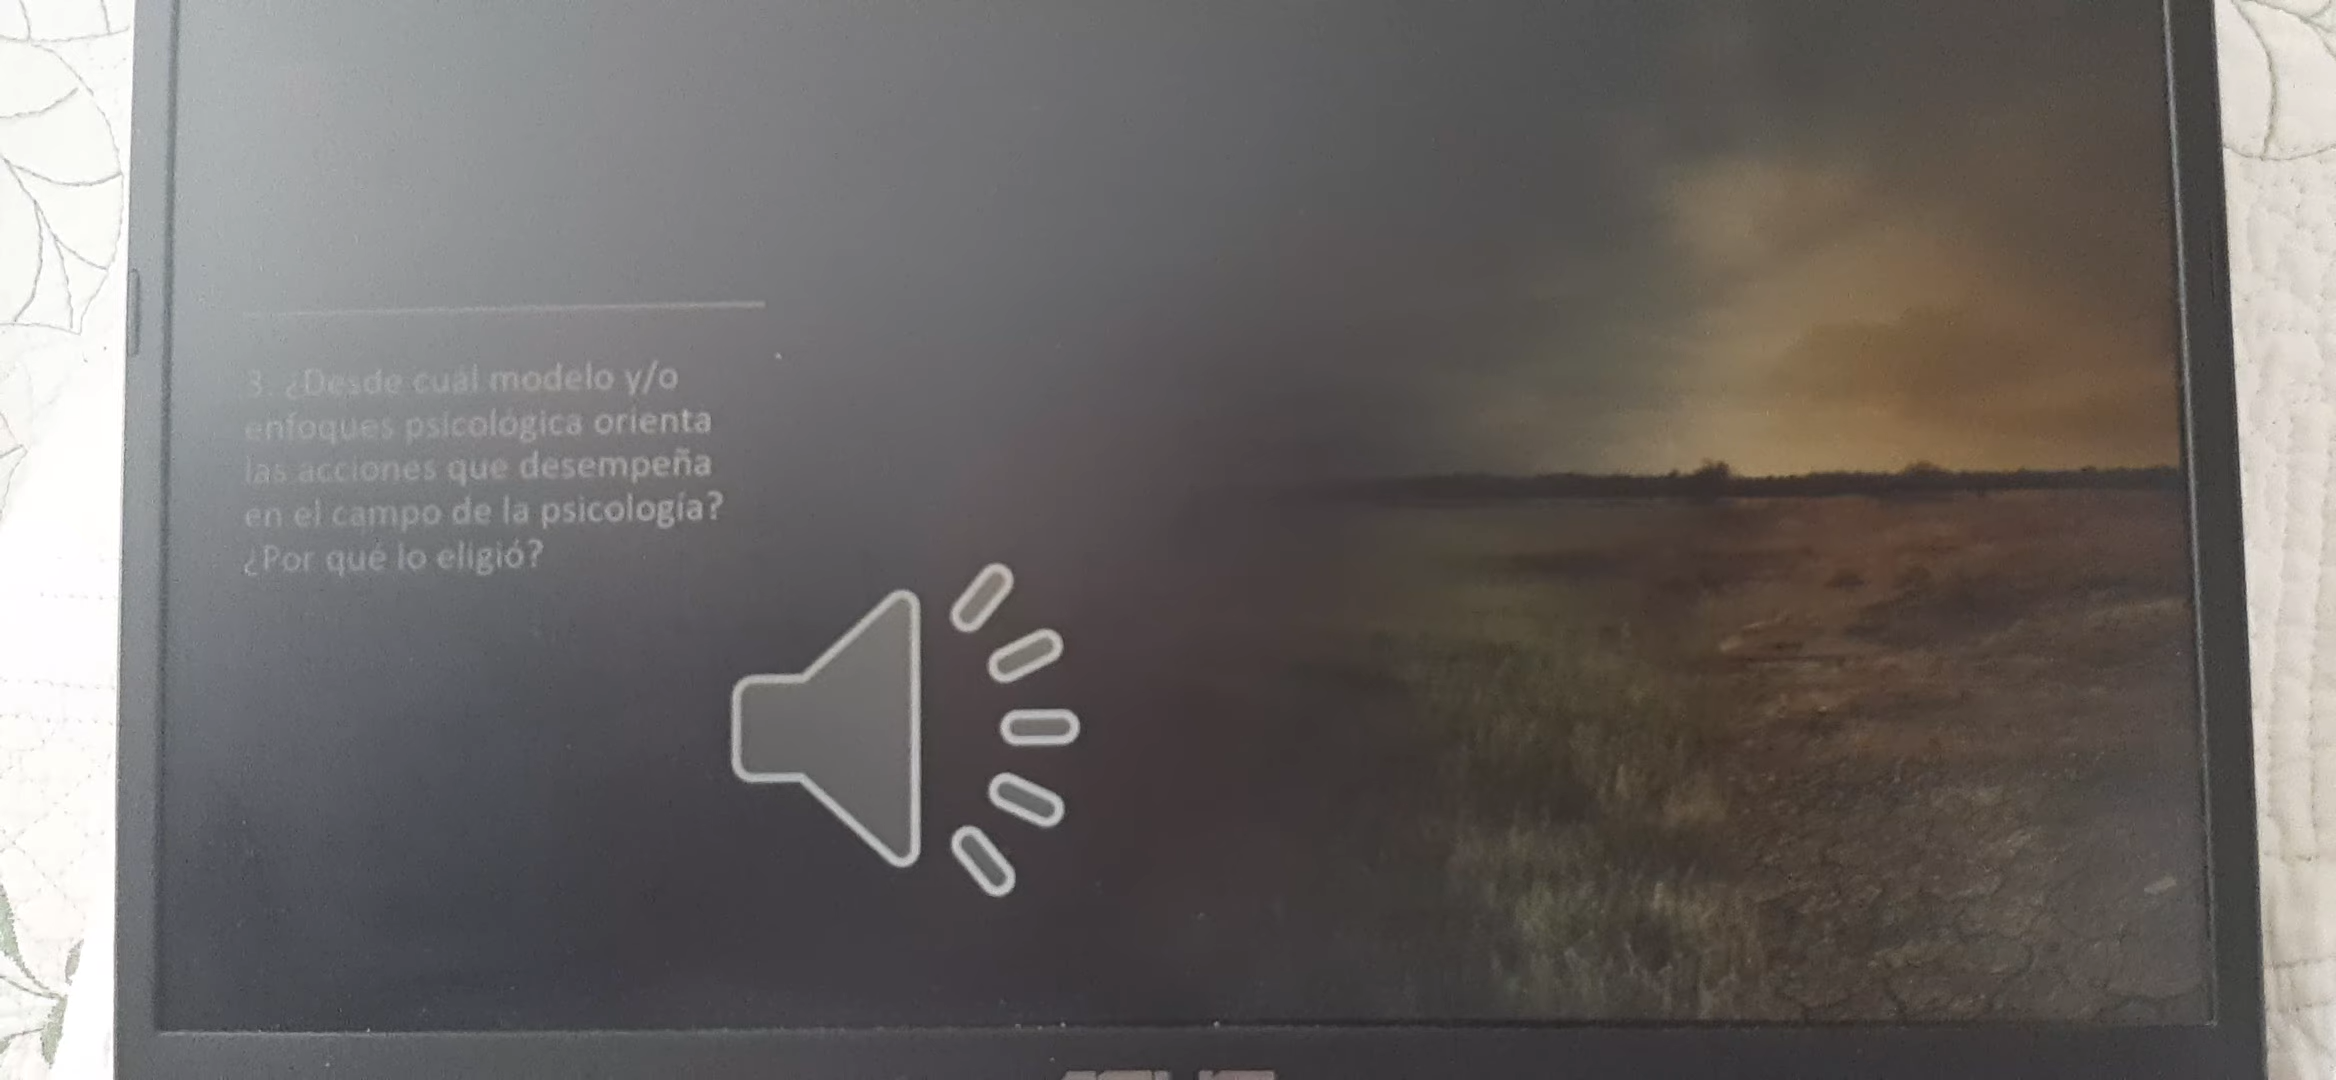 3. ¿Desde cuál modelo y/o
enfoques psicológica orienta
las acciones que desempeña
en el campo de la psicología?
¿Por qué lo eligió?